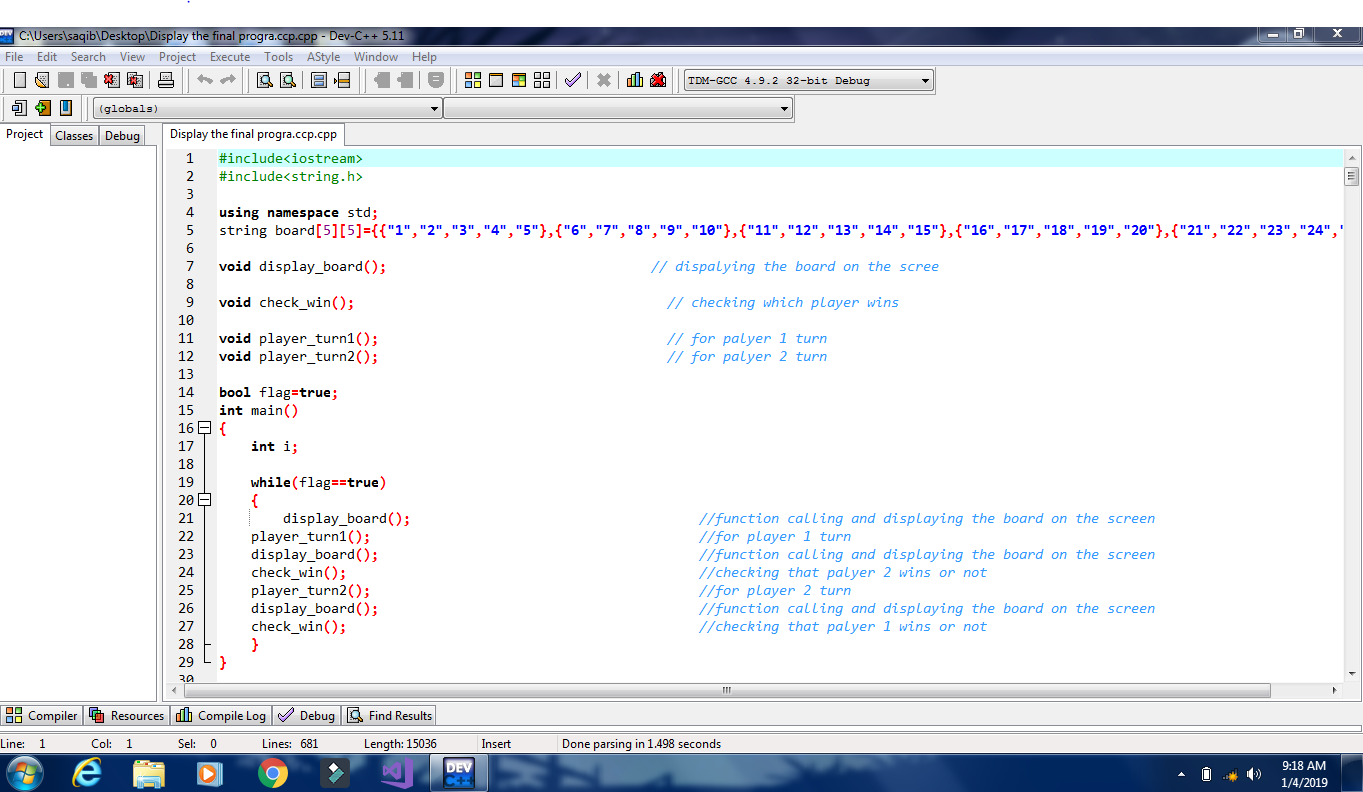 C:\Users\saqib\Desktop\Display the final progra.ccp.cpp - Dev-C++ 5.11
File Edit Search View Project Execute Tools AStyle Window Help
TDM-GCC 4.9.2 32-bit Debug
(globals)
Project Classes Debug
Display the final progra.ccp.cpp
1 #include<iostream>
2 #include<string.h>
3
4 using namespace std;
5 string board[5][5]={{"1","2","3","4","5"},{"6","7","8","9","10"},{"11","12","13","14","15"},{"16","17","18","19","20"},{"21","22","23","24","
6
7 void display_board(); // dispalying the board on the scree
8
9 void check_win(); // checking which player wins
10
11 void player_turn1(); // for palyer 1 turn
12 void player_turn2(); // for palyer 2 turn
13
14 bool flag=true;
15 int main()
16 {
17 int i;
18
19 while(flag==true)
20 {
21 display_board(); //function calling and displaying the board on the screen
22 player_turn1(); //for player 1 turn
23 display_board(); //function calling and displaying the board on the screen
24 check_win(); //checking that palyer 2 wins or not
25 player_turn2(); //for player 2 turn
26 display_board(); //function calling and displaying the board on the screen
27 check_win(); //checking that palyer 1 wins or not
28 }
29 }
30
Compiler Resources Compile Log Debug Find Results
Line: 1 Col: 1 Sel: 0 Lines: 681 Length: 15036 Insert Done parsing in 1.498 seconds
DEV C++
9:18 AM
1/4/2019